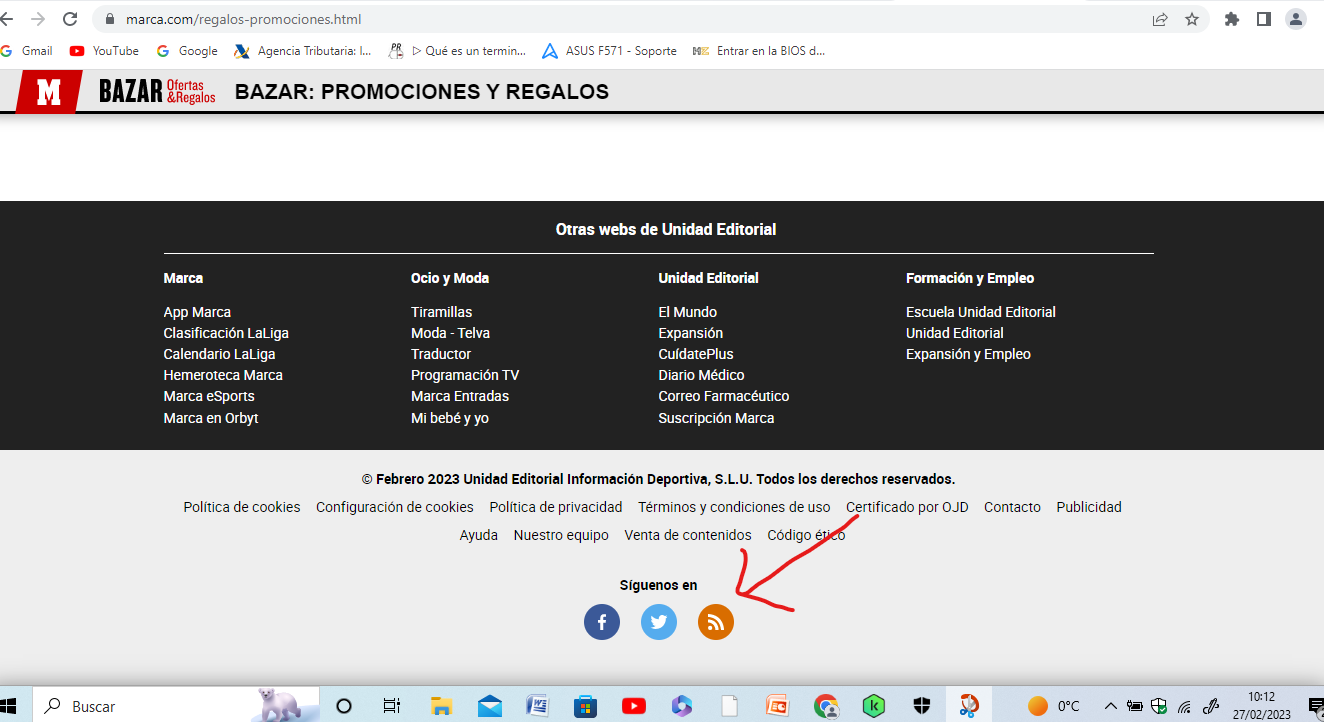 marca.com/regalos-promociones.html
Gmail YouTube Google Agencia Tributaria: I... ▷ Qué es un termin... ASUS F571 - Soporte Entrar en la BIOS d...
M BAZAR Ofertas &Regalos BAZAR: PROMOCIONES Y REGALOS
Otras webs de Unidad Editorial
Marca Ocio y Moda Unidad Editorial Formación y Empleo
App Marca Tiramillas El Mundo Escuela Unidad Editorial
Clasificación LaLiga Moda - Telva Expansión Unidad Editorial
Calendario LaLiga Traductor CuídatePlus Expansión y Empleo
Hemeroteca Marca Programación TV Diario Médico
Marca eSports Marca Entradas Correo Farmacéutico
Marca en Orbyt Mi bebé y yo Suscripción Marca
© Febrero 2023 Unidad Editorial Información Deportiva, S.L.U. Todos los derechos reservados.
Política de cookies Configuración de cookies Política de privacidad Términos y condiciones de uso Certificado por OJD Contacto Publicidad
Ayuda Nuestro equipo Venta de contenidos Código ético
Síguenos en
Buscar 0°C 10:12
27/02/2023